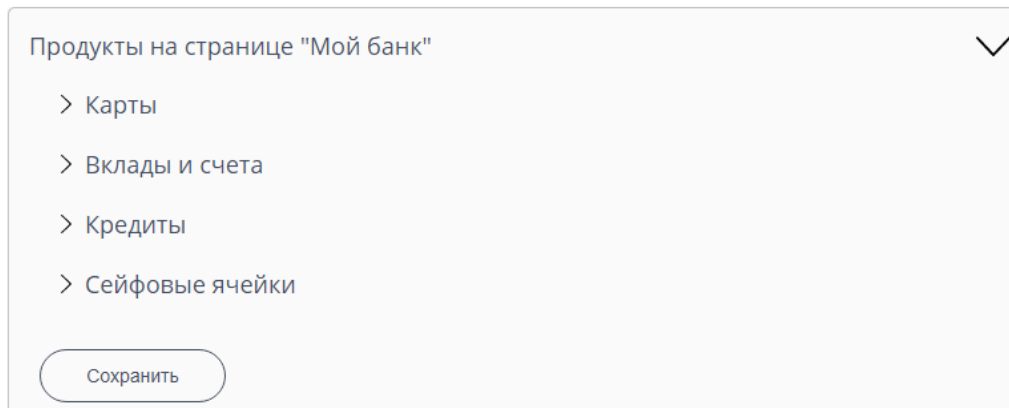 Продукты на странице "Мой банк"
Карты
Вклады и счета
Кредиты
Сейфовые ячейки
Сохранить